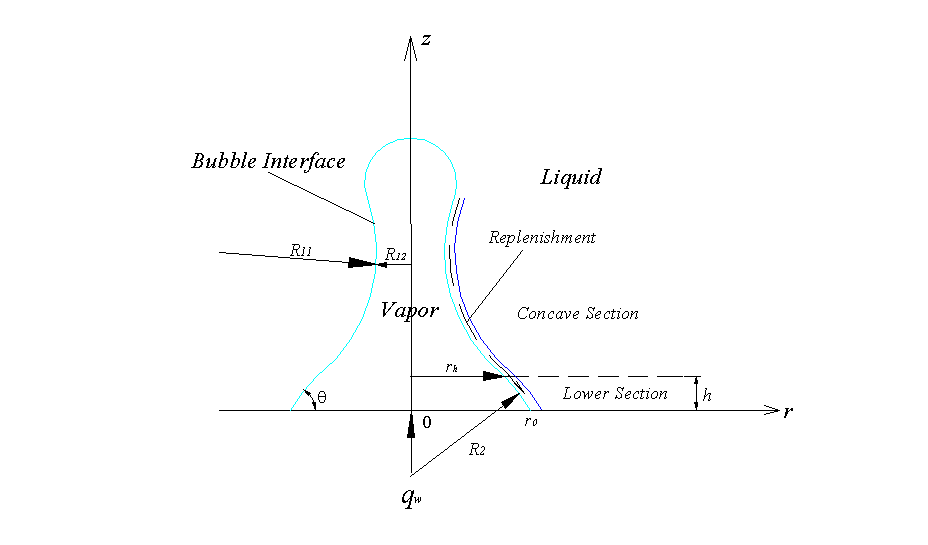 z
Bubble Interface
Liquid
Replenishment
R11
R12
Vapor
Concave Section
rh
θ
Lower Section
h
0
r0
r
R2
qw